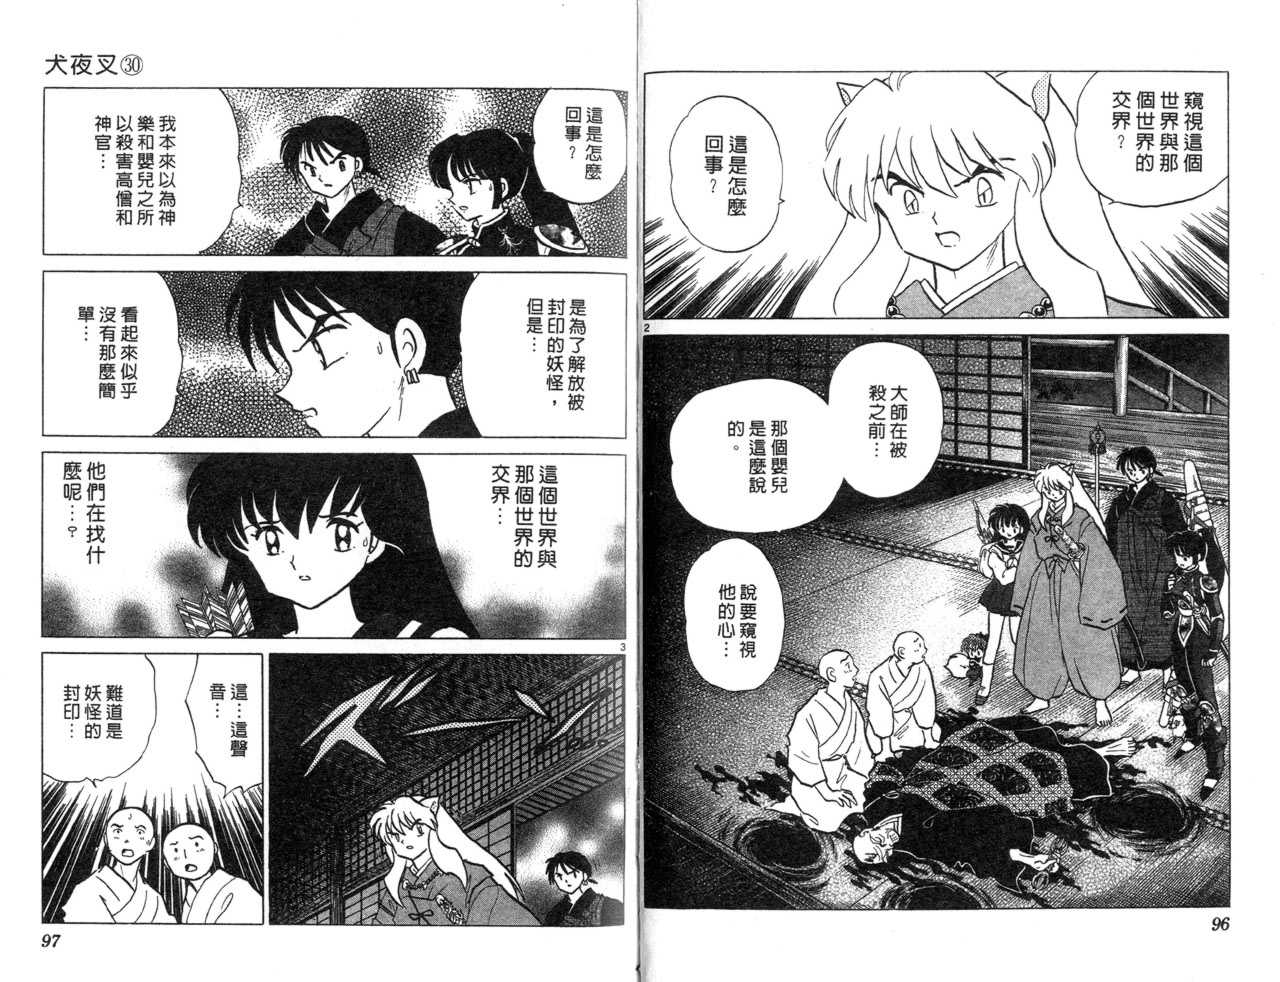 窺視這個
世界與那
個世界的
交界？
這是怎麼
回事？
2
大師在被
殺之前…
那個嬰兒
是這麼說
的。
說要窺視
他的心…
96
犬夜叉㉚
這是怎麼
回事？
我本來以為神
樂和嬰兒之所
以殺害高僧和
神官…
是為了解放被
封印的妖怪，
但是…
看起來似乎
沒有那麼簡
單…
這個世界與
那個世界的
交界…
他們在找什
麼呢…？
3
這…這聲
音…
難道是
妖怪的
封印…
97